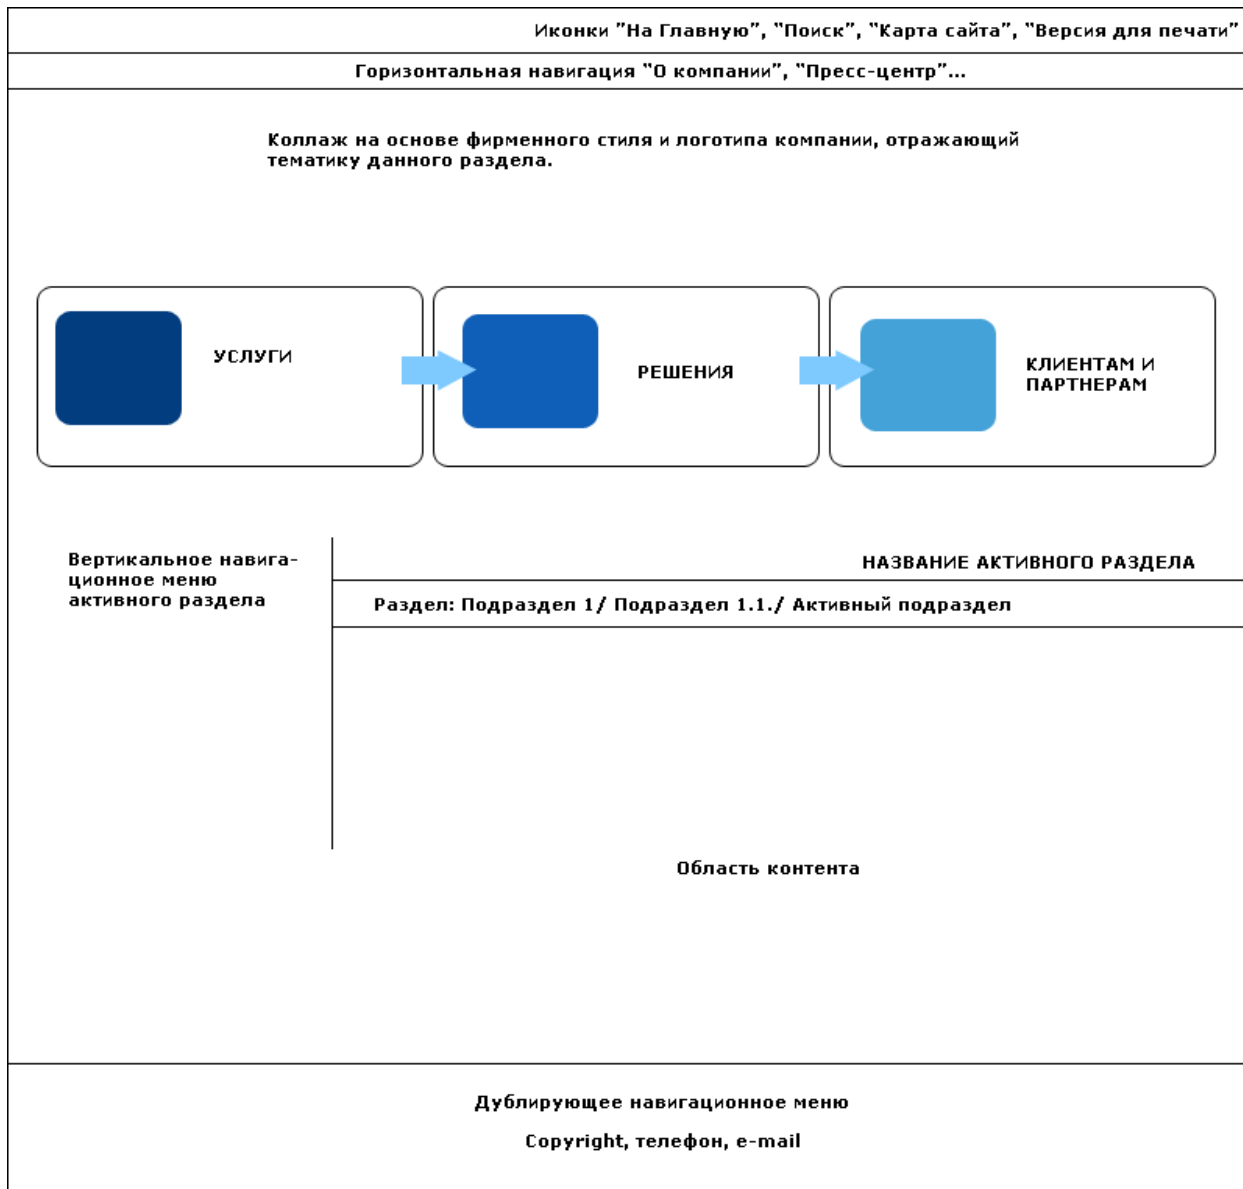 Иконки "На Главную", "Поиск", "Карта сайта", "Версия для печати"
Горизонтальная навигация "О компании", "Пресс-центр"...
Коллаж на основе фирменного стиля и логотипа компании, отражающий
тематику данного раздела.
УСЛУГИ
РЕШЕНИЯ
КЛИЕНТАМ И
ПАРТНЕРАМ
Вертикальное навига-
ционное меню
активного раздела
НАЗВАНИЕ АКТИВНОГО РАЗДЕЛА
Раздел: Подраздел 1/ Подраздел 1.1./ Активный подраздел
Область контента
Дублирующее навигационное меню
Copyright, телефон, e-mail